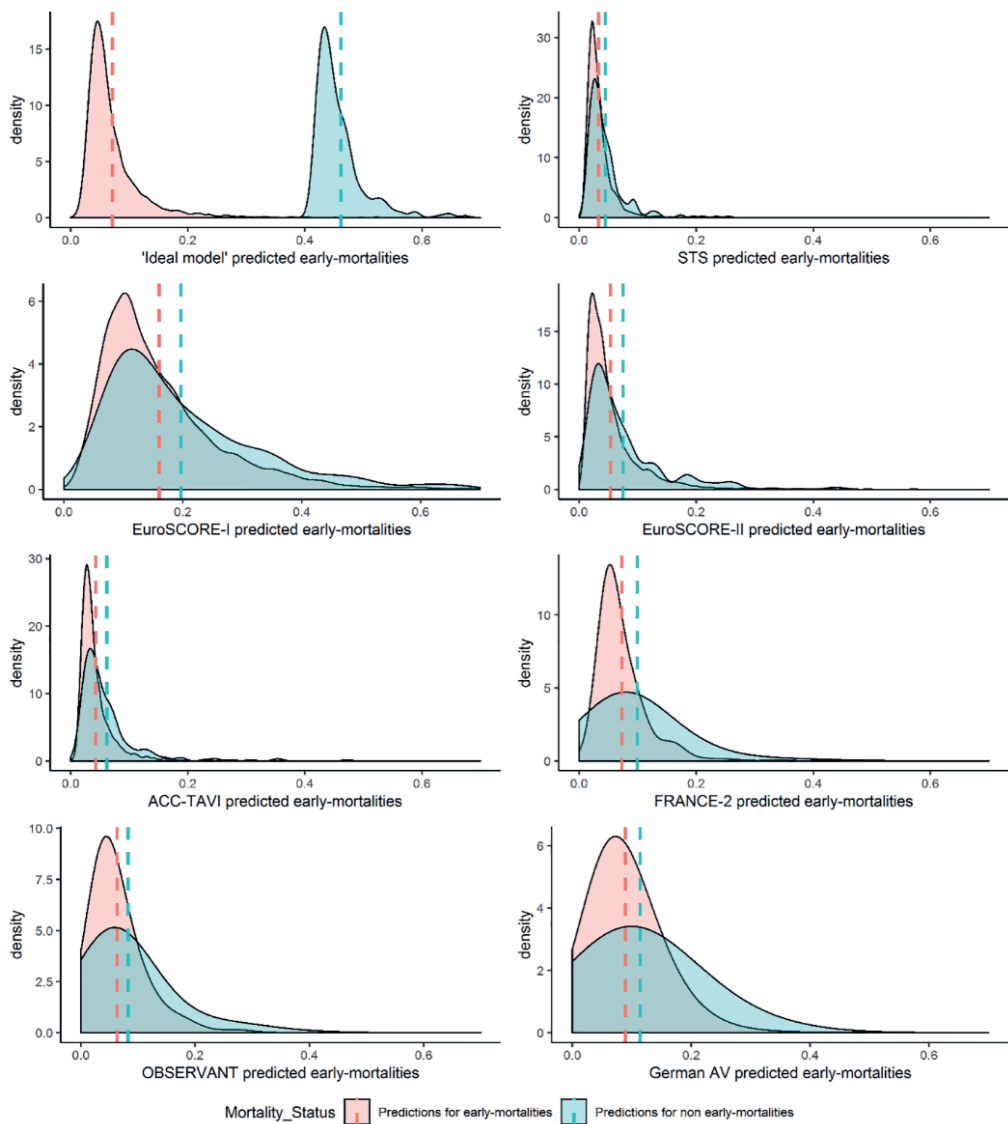 density
15
10
5
0
0.0 0.2 0.4 0.6
'Ideal model' predicted early-mortalities
density
30
20
10
0
0.0 0.2 0.4 0.6
STS predicted early-mortalities
density
6
4
2
0
0.0 0.2 0.4 0.6
EuroSCORE-I predicted early-mortalities
density
15
10
5
0
0.0 0.2 0.4 0.6
EuroSCORE-II predicted early-mortalities
density
30
20
10
0
0.0 0.2 0.4 0.6
ACC-TAVI predicted early-mortalities
density
10
5
0
0.0 0.2 0.4 0.6
FRANCE-2 predicted early-mortalities
density
10.0
7.5
5.0
2.5
0.0
0.0 0.2 0.4 0.6
OBSERVANT predicted early-mortalities
density
6
4
2
0
0.0 0.2 0.4 0.6
German AV predicted early-mortalities
Mortality_Status Predictions for early-mortalities Predictions for non early-mortalities